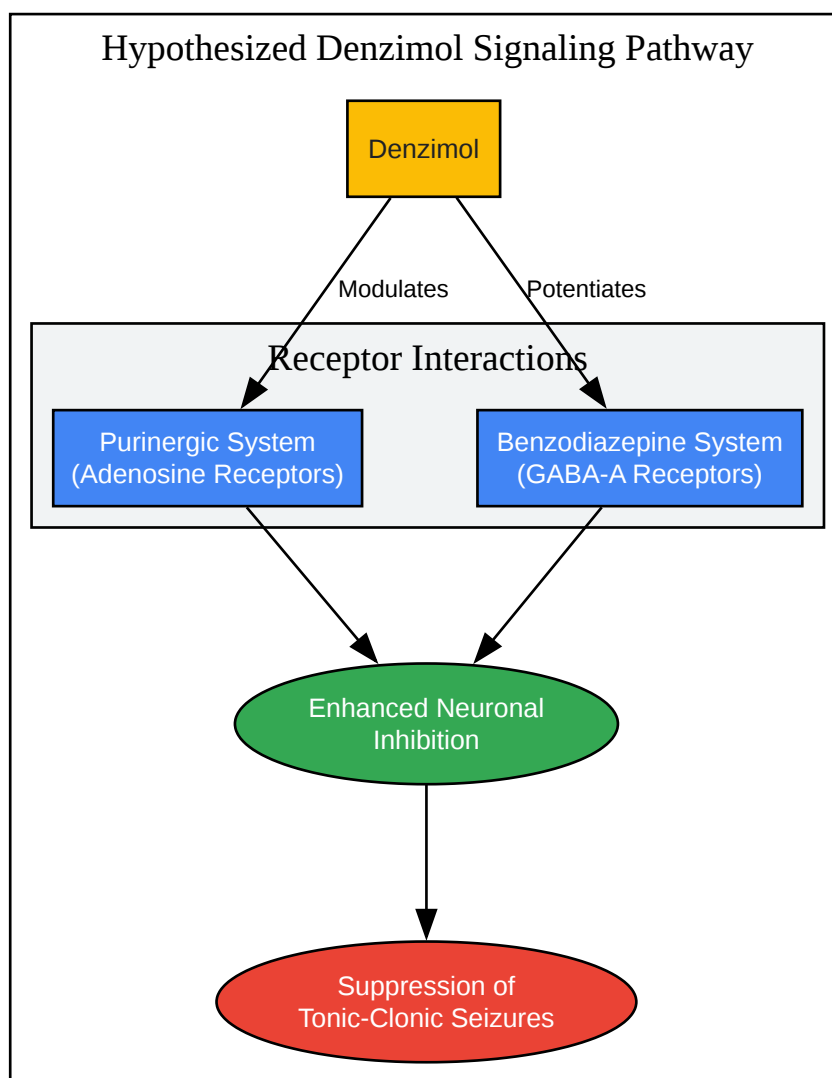 Hypothesized Denzimol Signaling Pathway
Denzimol
Modulates
Potentiates
Receptor Interactions
Purinergic System
(Adenosine Receptors)
Benzodiazepine System
(GABA-A Receptors)
Enhanced Neuronal
Inhibition
Suppression of
Tonic-Clonic Seizures